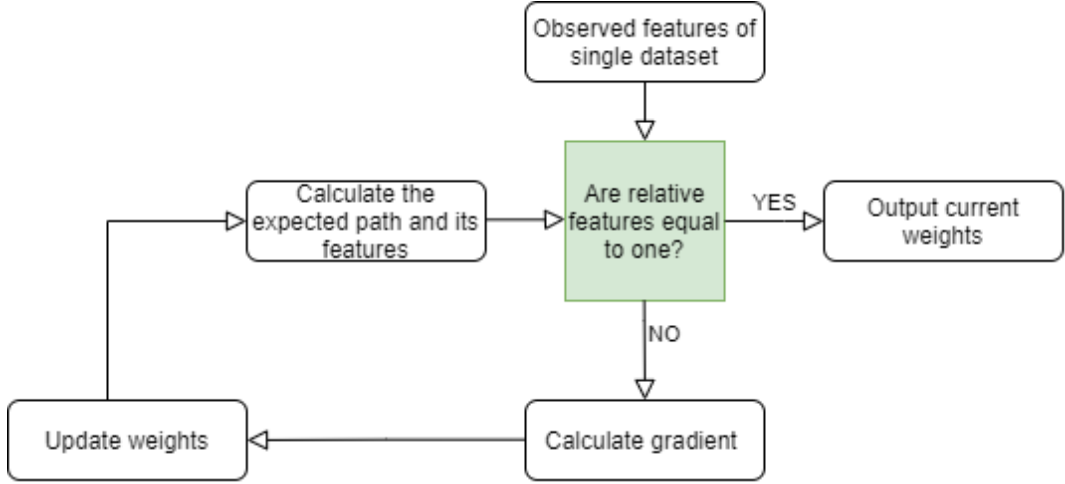 Observed features of
single dataset
Calculate the
expected path and its
features
Are relative
features equal
to one?
YES
Output current
weights
NO
Update weights
Calculate gradient